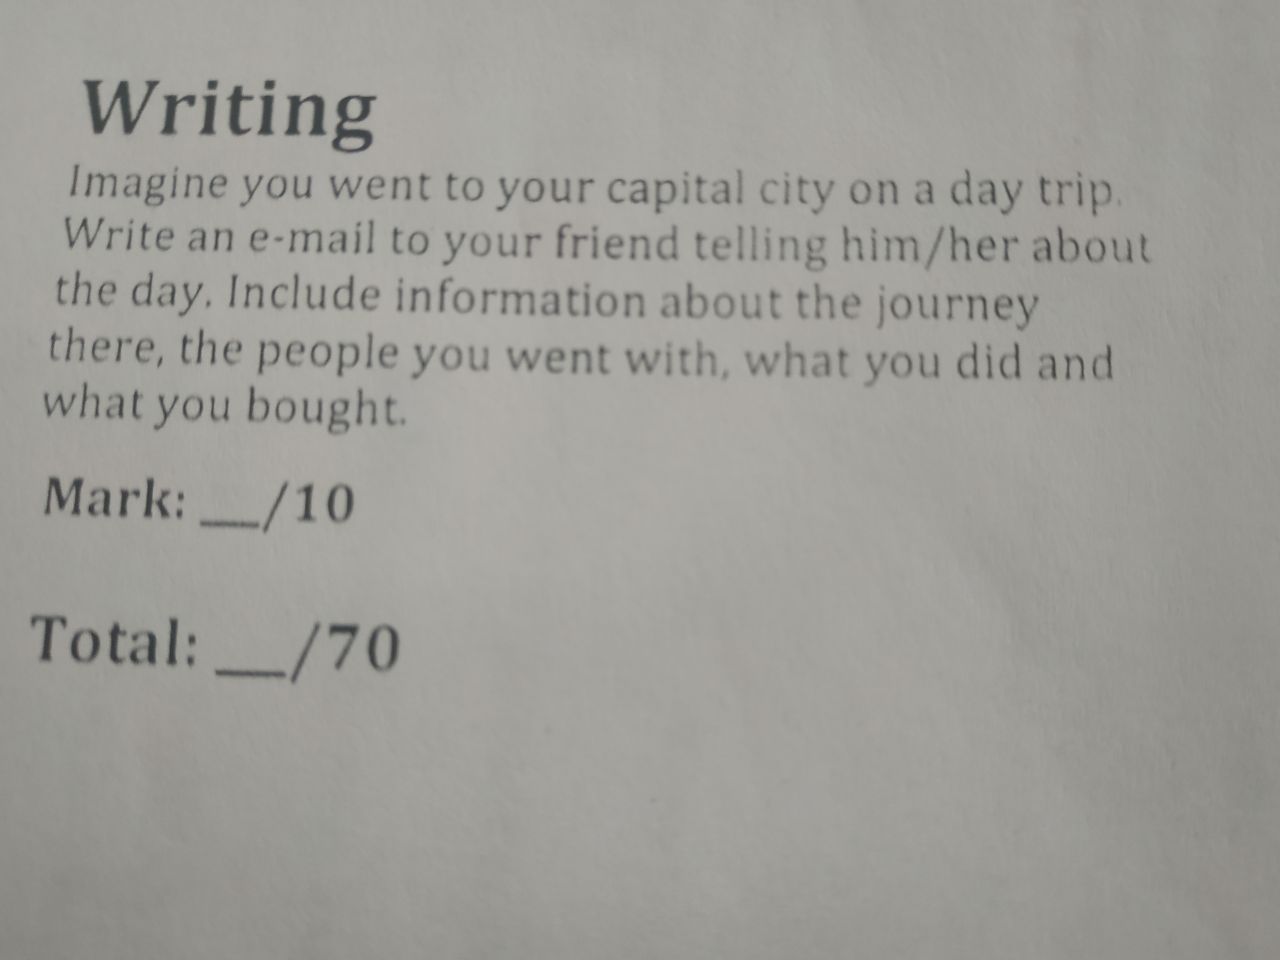 Writing
Imagine you went to your capital city on a day trip.
Write an e-mail to your friend telling him/her about
the day. Include information about the journey
there, the people you went with, what you did and
what you bought.
Mark: __/10
Total: __/70